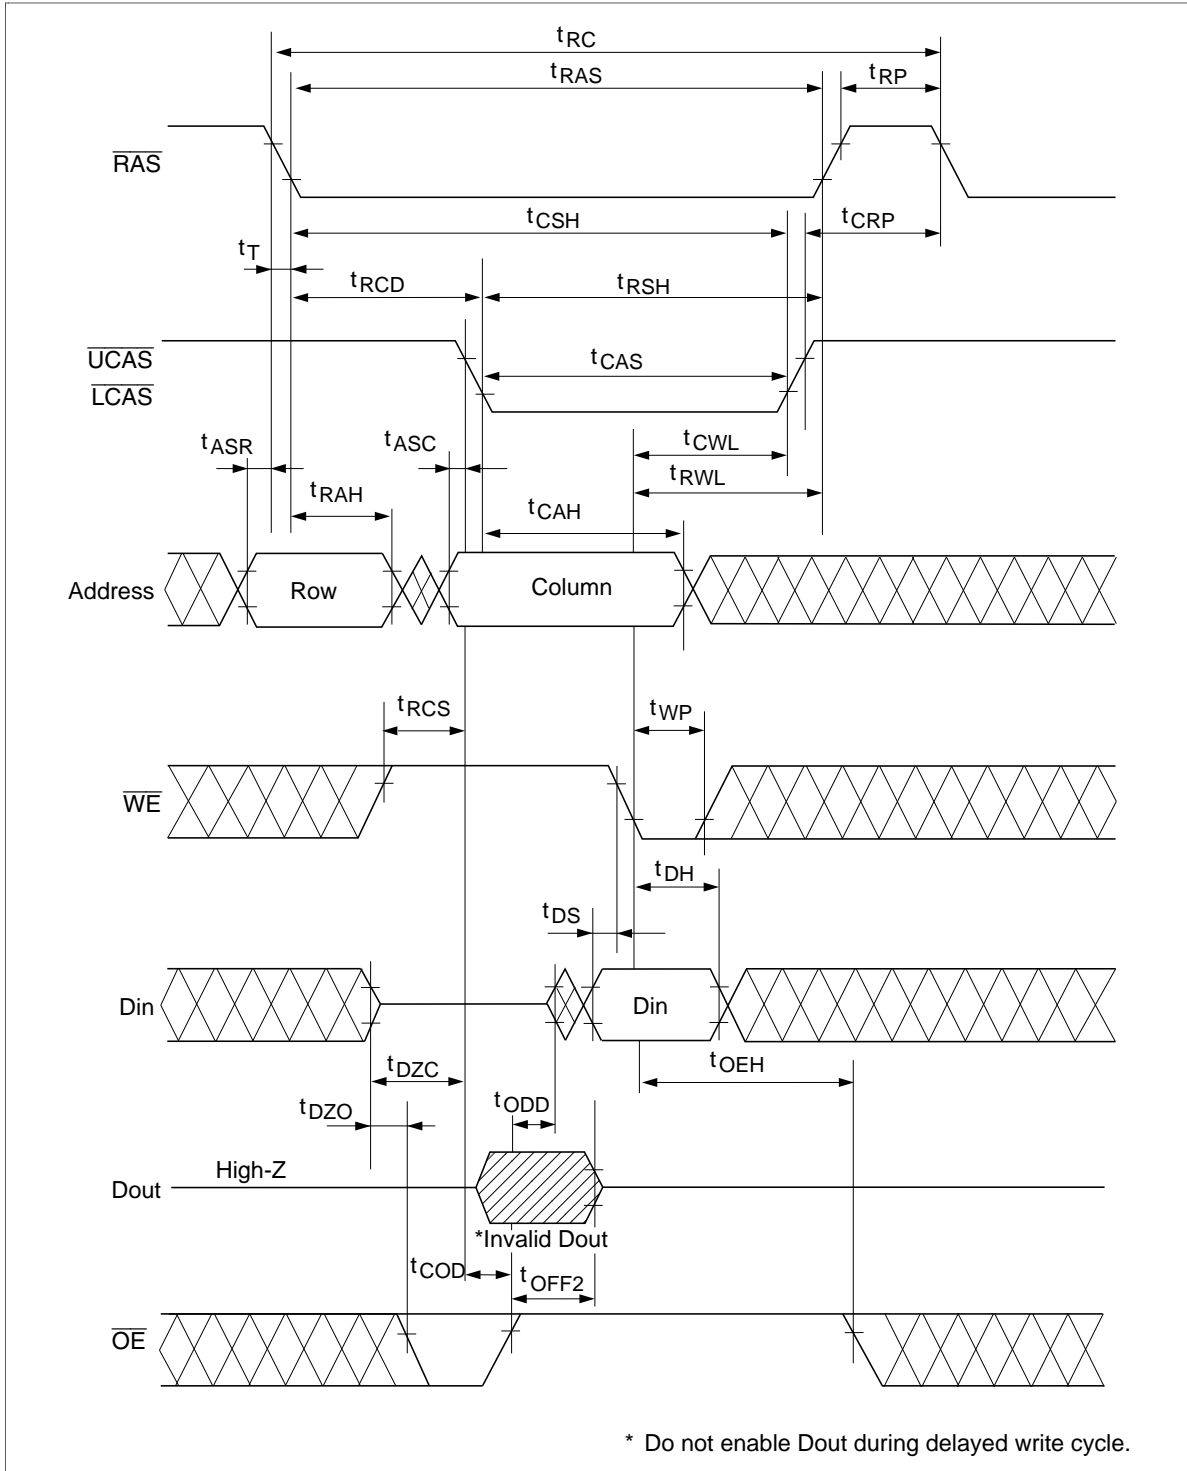 tRC
tRAS
tRP
RAS
tCSH
tCRP
tT
tRCD
tRSH
UCAS
LCAS
tCAS
tASR
tASC
tCWL
tRWL
tRAH
tCAH
Address
Row
Column
tRCS
tWP
WE
tDH
tDS
Din
Din
tDZC
tOEH
tDZO
tODD
High-Z
Dout
*Invalid Dout
tCOD
tOFF2
OE
* Do not enable Dout during delayed write cycle.